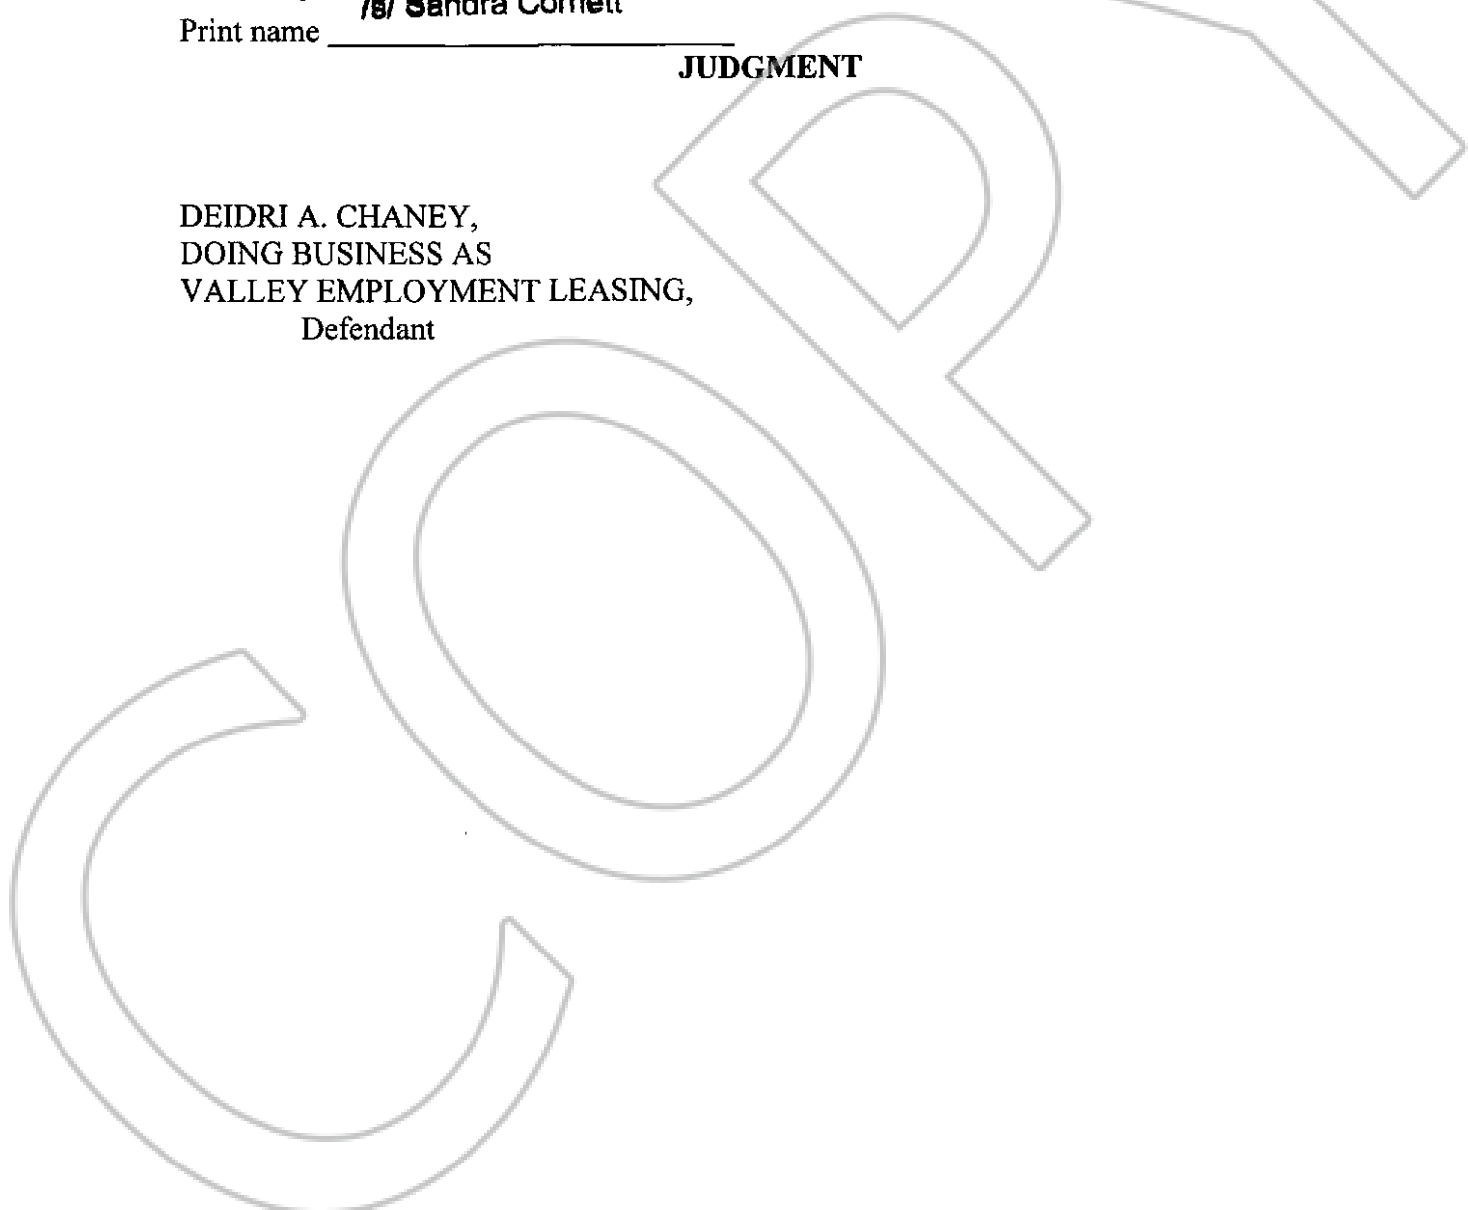 /s/ Sandra Cornett
Print name
JUDGMENT
DEIDRI A. CHANEY,
DOING BUSINESS AS
VALLEY EMPLOYMENT LEASING,
Defendant
COPY